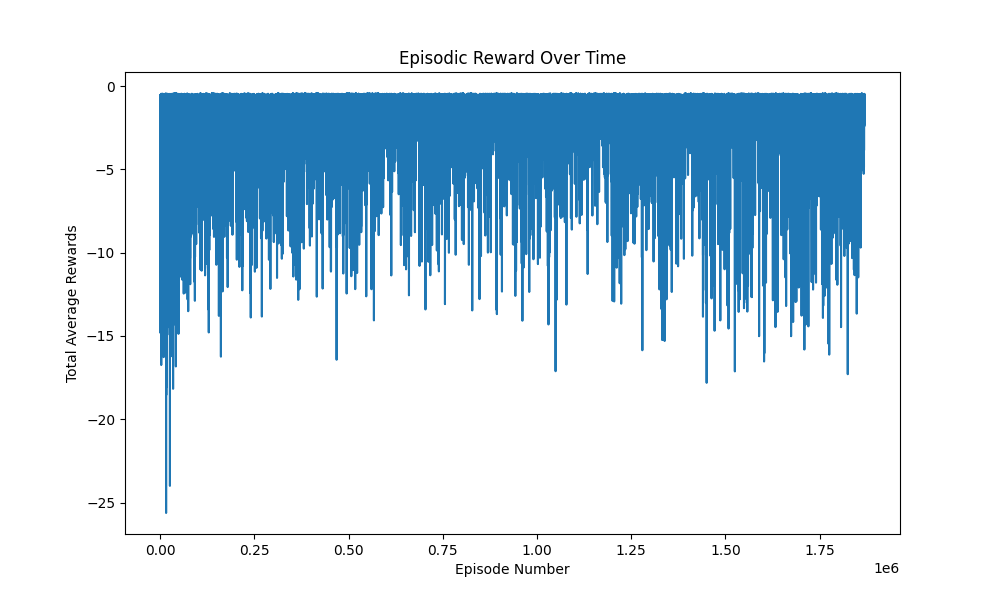 Episodic Reward Over Time
Total Average Rewards
0
−5
−10
−15
−20
−25
0.00 0.25 0.50 0.75 1.00 1.25 1.50 1.75
1e6
Episode Number